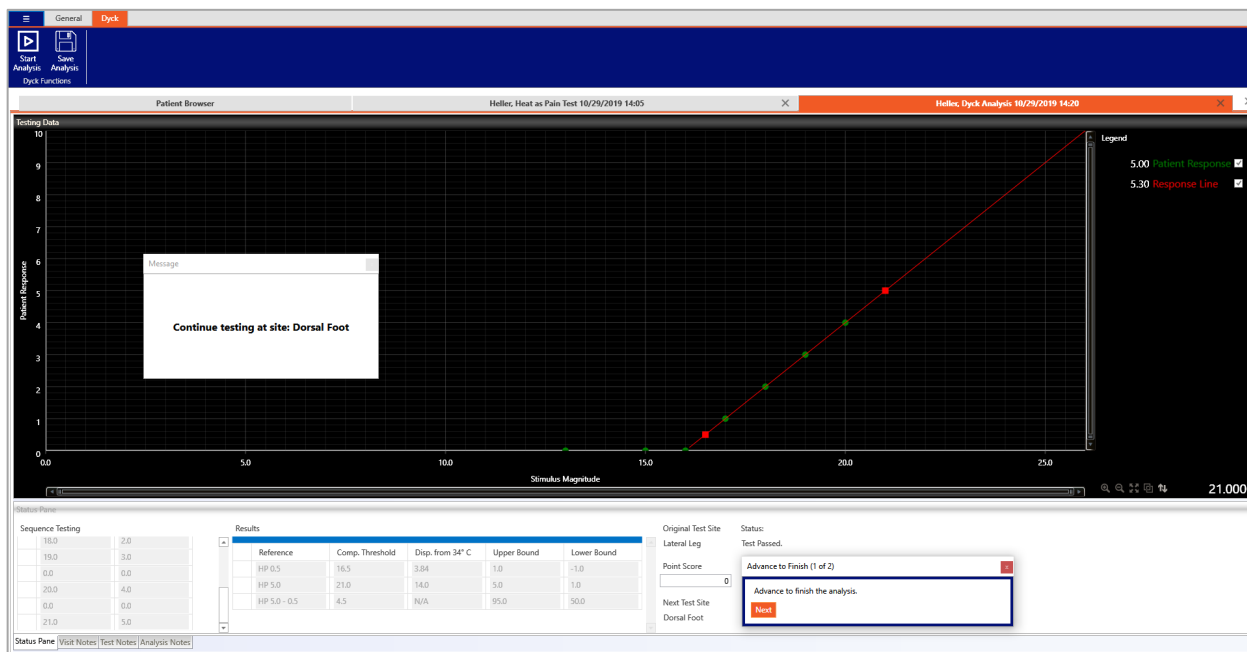 General Dyck
Start Analysis
Save Analysis
Dyck Functions
Patient Browser
Heller, Heat as Pain Test 10/29/2019 14:05
Heller, Dyck Analysis 10/29/2019 14:20
Testing Data
10
9
8
7
6
5
4
3
2
1
0
Patient Response
0.0 5.0 10.0 15.0 20.0 25.0
Stimulus Magnitude
Message
Continue testing at site: Dorsal Foot
Legend
5.00 Patient Response
5.30 Response Line
21.000
Status Pane
Sequence Testing
18.0 2.0
19.0 3.0
0.0 0.0
20.0 4.0
0.0 0.0
21.0 5.0
Results
Reference Comp. Threshold Disp. from 34° C Upper Bound Lower Bound
HP 0.5 16.5 3.84 1.0 -1.0
HP 5.0 21.0 14.0 5.0 1.0
HP 5.0 - 0.5 4.5 N/A 95.0 50.0
Original Test Site
Lateral Leg
Point Score
0
Next Test Site
Dorsal Foot
Status:
Test Passed.
Advance to Finish (1 of 2)
x
Advance to finish the analysis.
Next
Status Pane Visit Notes Test Notes Analysis Notes